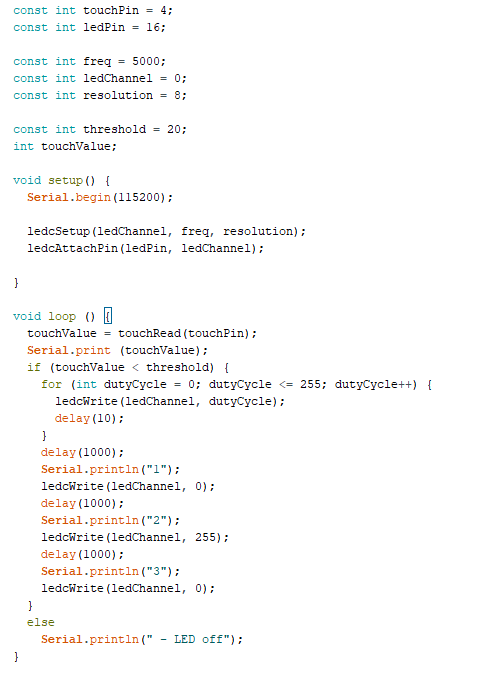 const int touchPin = 4;
const int ledPin = 16;
const int freq = 5000;
const int ledChannel = 0;
const int resolution = 8;
const int threshold = 20;
int touchValue;
void setup() {
  Serial.begin(115200);
  ledcSetup(ledChannel, freq, resolution);
  ledcAttachPin(ledPin, ledChannel);
}
void loop () {
  touchValue = touchRead(touchPin);
  Serial.print (touchValue);
  if (touchValue < threshold) {
    for (int dutyCycle = 0; dutyCycle <= 255; dutyCycle++) {
      ledcWrite(ledChannel, dutyCycle);
      delay(10);
    }
    delay(1000);
    Serial.println("1");
    ledcWrite(ledChannel, 0);
    delay(1000);
    Serial.println("2");
    ledcWrite(ledChannel, 255);
    delay(1000);
    Serial.println("3");
    ledcWrite(ledChannel, 0);
  }
  else
    Serial.println(" - LED off");
}